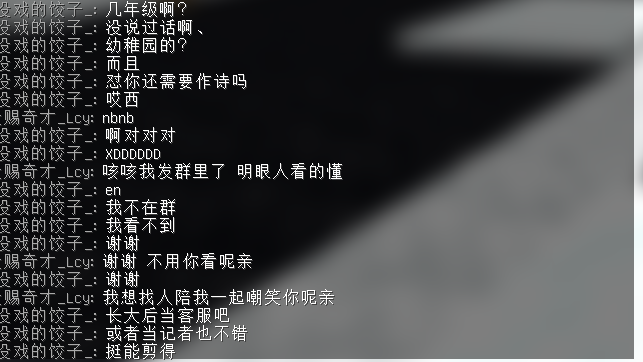 没戏的饺子_: 几年级啊?
没戏的饺子_: 没说过话啊、
没戏的饺子_: 幼稚园的?
没戏的饺子_: 而且
没戏的饺子_: 怼你还需要作诗吗
没戏的饺子_: 哎西
赐奇才_Lcy: nbnb
没戏的饺子_: 啊对对对
没戏的饺子_: XDDDDDD
赐奇才_Lcy: 咳咳我发群里了 明眼人看的懂
没戏的饺子_: en
没戏的饺子_: 我不在群
没戏的饺子_: 我看不到
没戏的饺子_: 谢谢
赐奇才_Lcy: 谢谢 不用你看呢亲
没戏的饺子_: 谢谢
赐奇才_Lcy: 我想找人陪我一起嘲笑你呢亲
没戏的饺子_: 长大后当客服吧
没戏的饺子_: 或者当记者也不错
没戏的饺子_: 挺能剪得